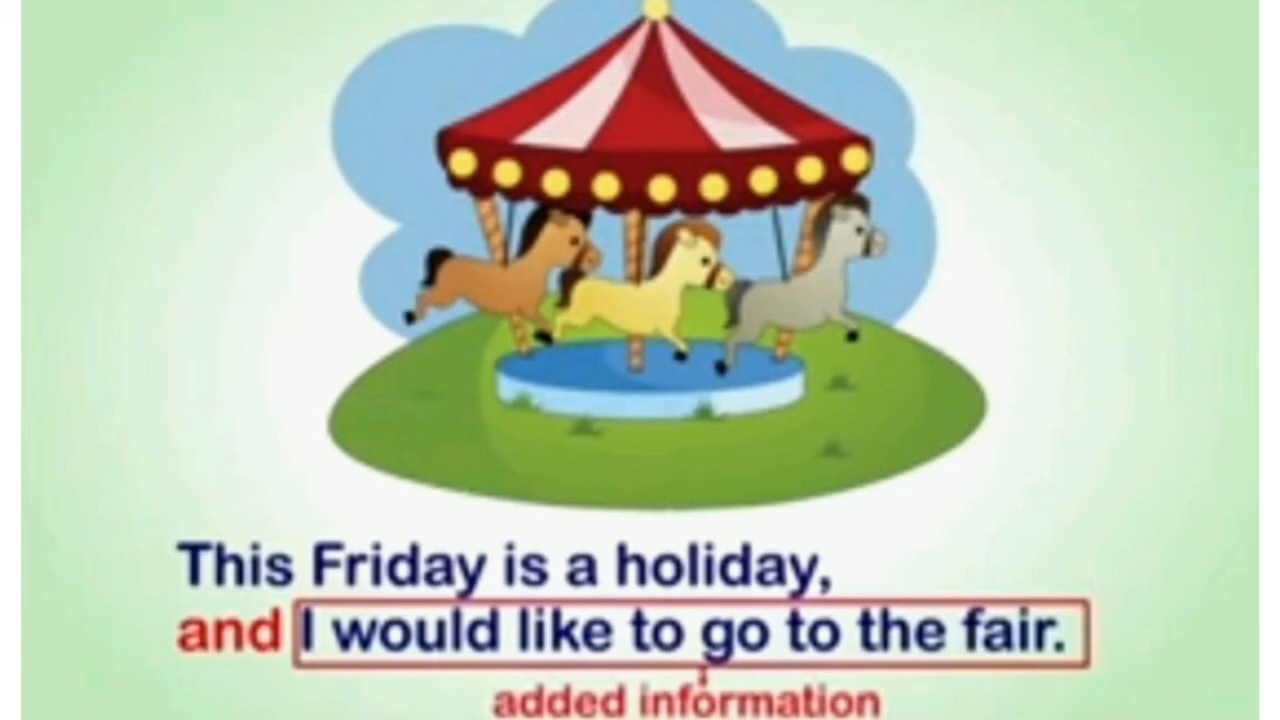 This Friday is a holiday,
and I would like to go to the fair.
added information